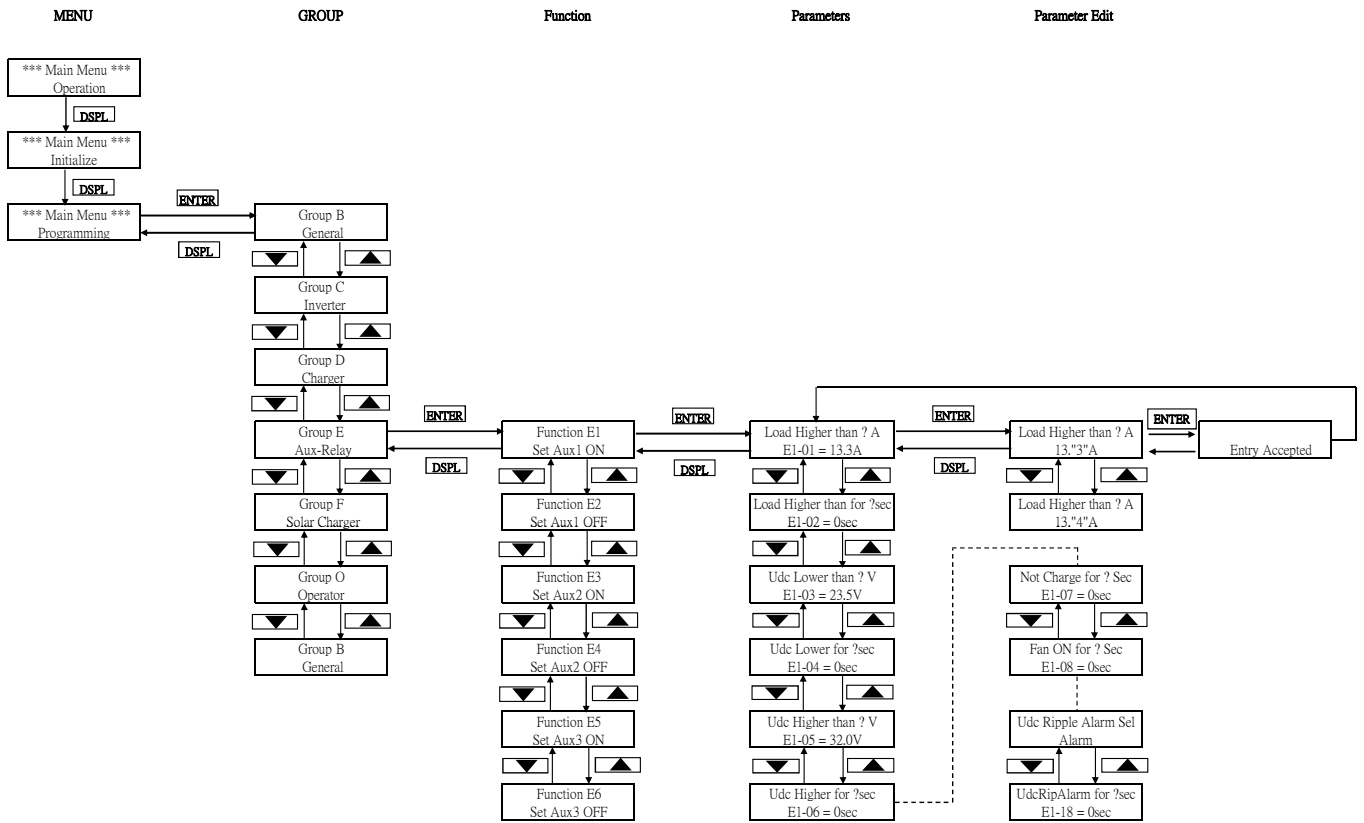 MENU
GROUP
Function
Parameters
Parameter Edit
*** Main Menu ***
Operation
DSPL
*** Main Menu ***
Initialize
DSPL
*** Main Menu ***
Programming
ENTER
DSPL
Group B
General
Group C
Inverter
Group D
Charger
Group E
Aux-Relay
Group F
Solar Charger
Group O
Operator
Group B
General
ENTER
DSPL
Function E1
Set Aux1 ON
Function E2
Set Aux1 OFF
Function E3
Set Aux2 ON
Function E4
Set Aux2 OFF
Function E5
Set Aux3 ON
Function E6
Set Aux3 OFF
ENTER
DSPL
Load Higher than ? A
E1-01 = 13.3A
Load Higher than for ?sec
E1-02 = 0sec
Udc Lower than ? V
E1-03 = 23.5V
Udc Lower for ?sec
E1-04 = 0sec
Udc Higher than ? V
E1-05 = 32.0V
Udc Higher for ?sec
E1-06 = 0sec
ENTER
DSPL
Load Higher than ? A
13."3"A
Load Higher than ? A
13."4"A
Not Charge for ? Sec
E1-07 = 0sec
Fan ON for ? Sec
E1-08 = 0sec
Udc Ripple Alarm Sel
Alarm
UdcRipAlarm for ?sec
E1-18 = 0sec
ENTER
Entry Accepted